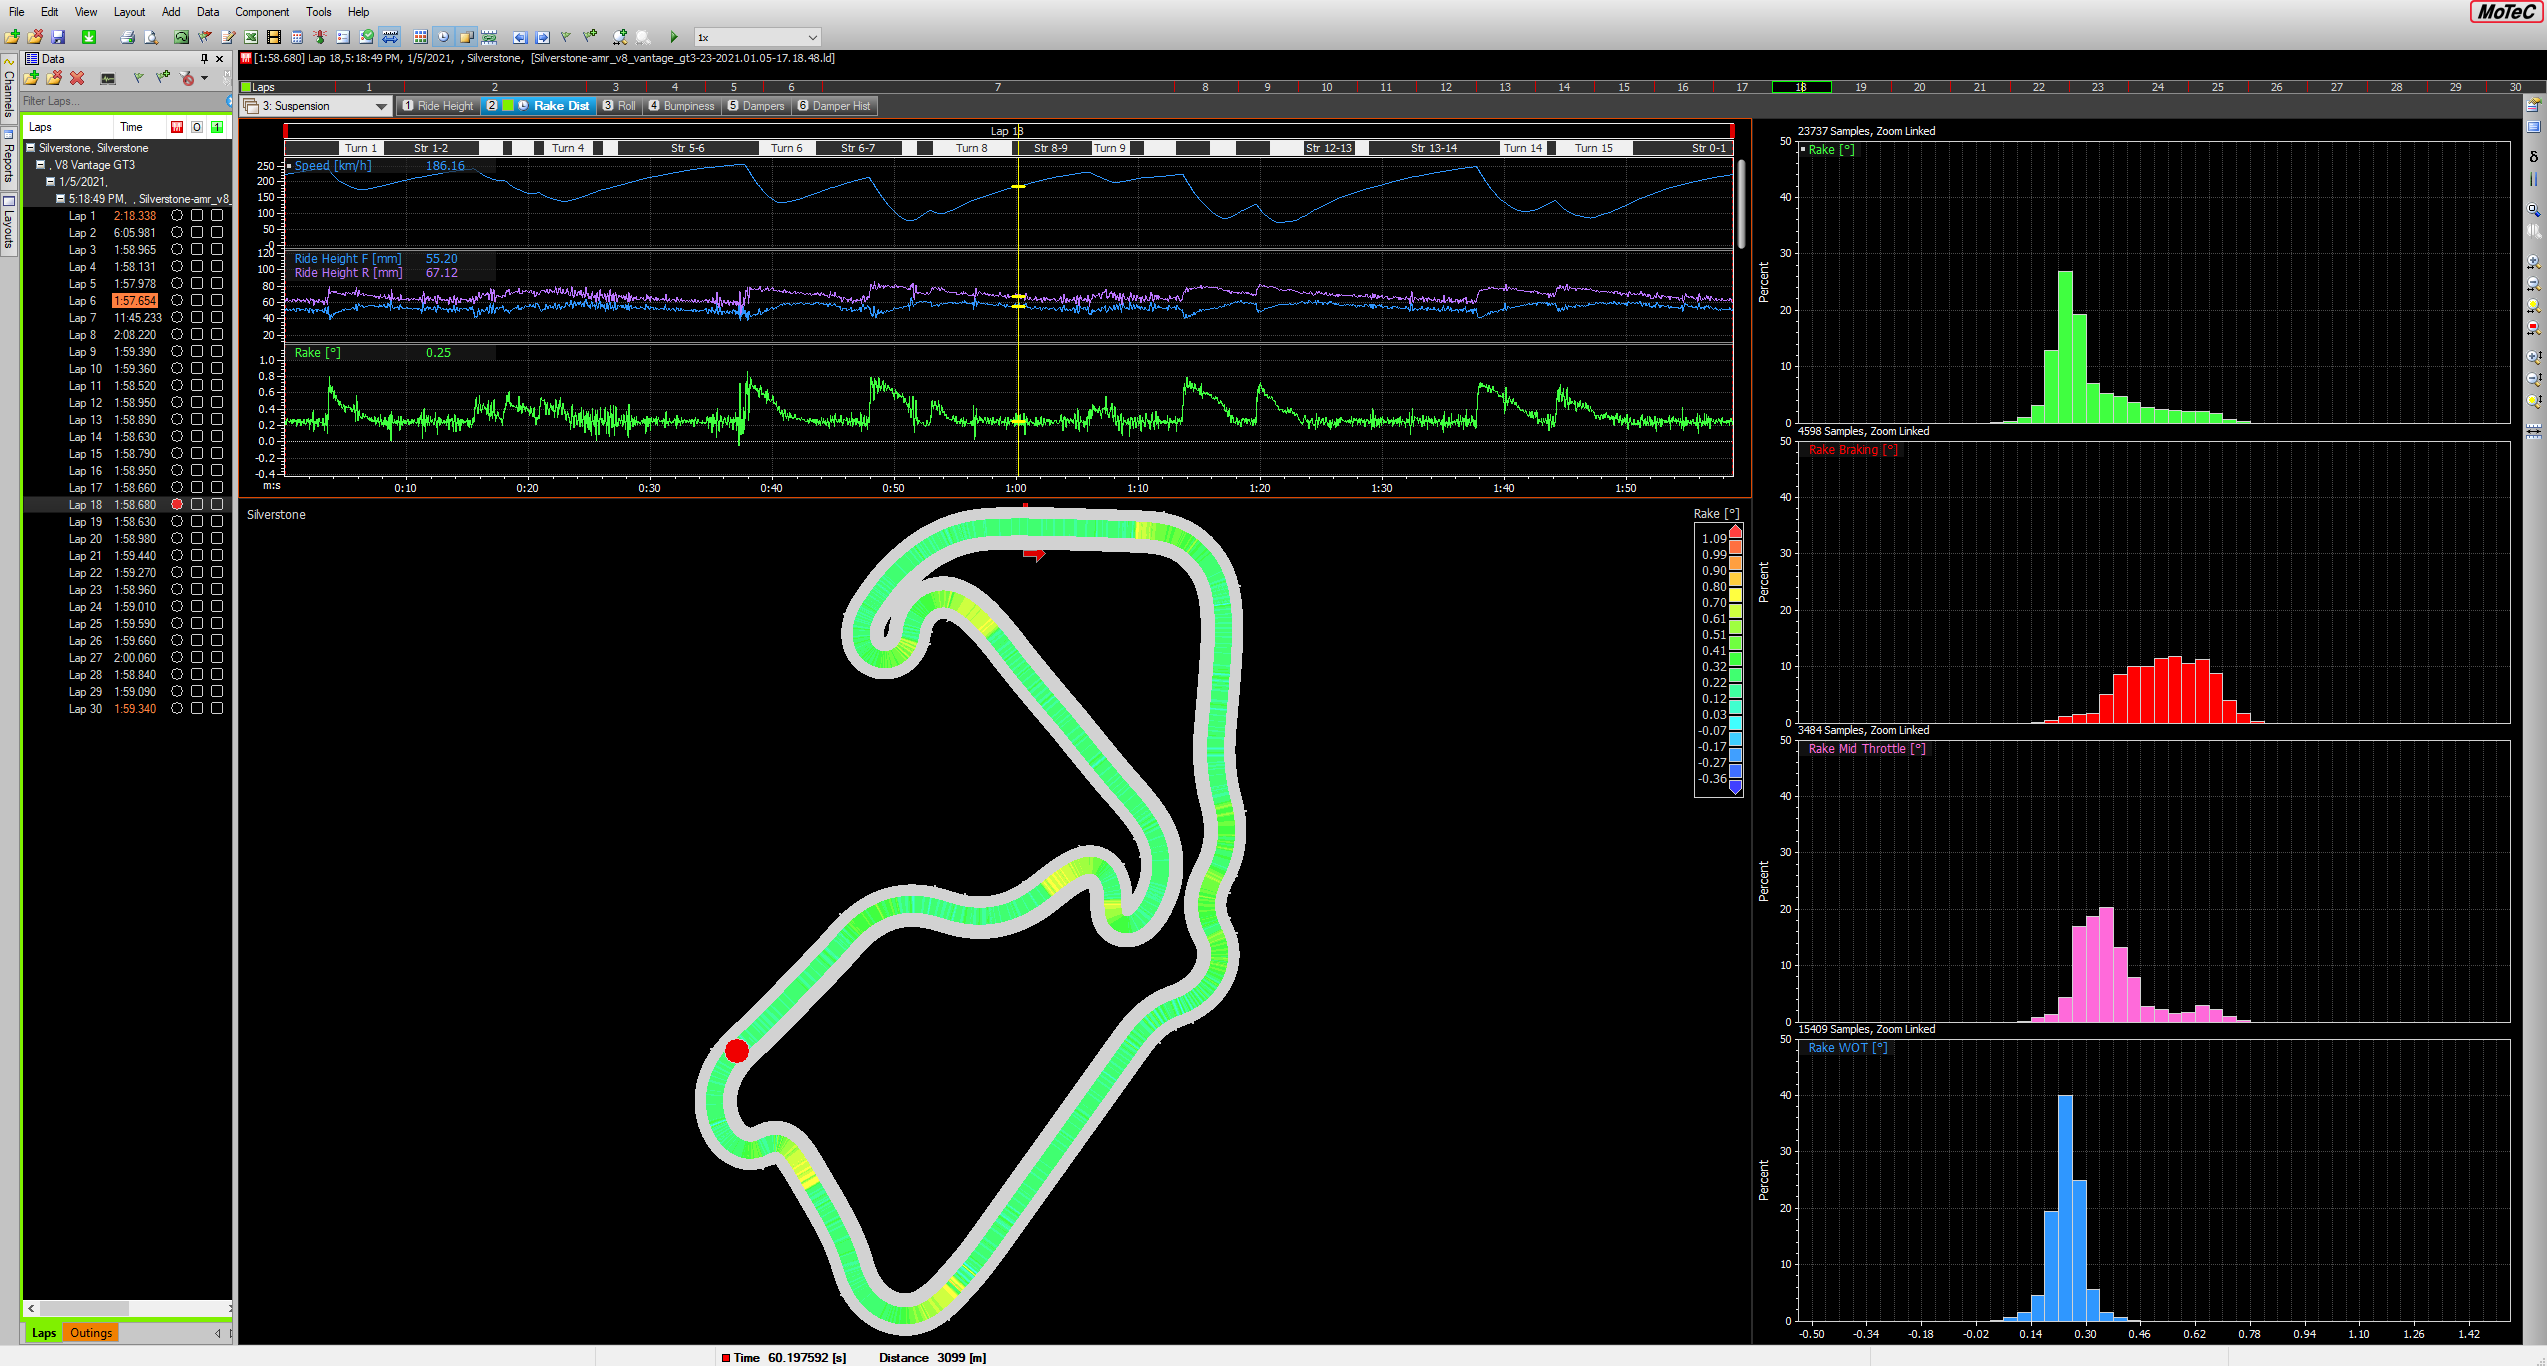 File Edit View Layout Add Data Component Tools Help
MoTeC
1x
Data
[1:58.680] Lap 18,5:18:49 PM, 1/5/2021, , Silverstone, [Silverstone-amr_v8_vantage_gt3-23-2021.01.05-17.18.48.ld]
Channels
Reports
Layouts
Filter Laps...
Laps 1 2 3 4 5 6 7 8 9 10 11 12 13 14 15 16 17 18 19 20 21 22 23 24 25 26 27 28 29 30
3: Suspension 1 Ride Height 2 Rake Dist 3 Roll 4 Bumpiness 5 Dampers 6 Damper Hist
Laps Time 0 1
Silverstone, Silverstone
, V8 Vantage GT3
1/5/2021,
5:18:49 PM, , Silverstone-amr_v8_
Lap 1 2:18.338
Lap 2 6:05.981
Lap 3 1:58.965
Lap 4 1:58.131
Lap 5 1:57.978
Lap 6 1:57.654
Lap 7 11:45.233
Lap 8 2:08.220
Lap 9 1:59.390
Lap 10 1:59.360
Lap 11 1:58.520
Lap 12 1:58.950
Lap 13 1:58.890
Lap 14 1:58.630
Lap 15 1:58.790
Lap 16 1:58.950
Lap 17 1:58.660
Lap 18 1:58.680
Lap 19 1:58.630
Lap 20 1:58.980
Lap 21 1:59.440
Lap 22 1:59.270
Lap 23 1:58.960
Lap 24 1:59.010
Lap 25 1:59.590
Lap 26 1:59.660
Lap 27 2:00.060
Lap 28 1:58.840
Lap 29 1:59.090
Lap 30 1:59.340
Laps Outings
Lap 18
Turn 1 Str 1-2 Turn 4 Str 5-6 Turn 6 Str 6-7 Turn 8 Str 8-9 Turn 9 Str 12-13 Str 13-14 Turn 14 Turn 15 Str 0-1
Speed [km/h] 186.16
250
200
150
100
50
-0
Ride Height F [mm] 55.20
Ride Height R [mm] 67.12
120
100
80
60
40
20
Rake [°] 0.25
1.0
0.8
0.6
0.4
0.2
0.0
-0.2
-0.4
m:s 0:10 0:20 0:30 0:40 0:50 1:00 1:10 1:20 1:30 1:40 1:50
Silverstone
Rake [°]
1.09
0.99
0.90
0.80
0.70
0.61
0.51
0.41
0.32
0.22
0.12
0.03
-0.07
-0.17
-0.27
-0.36
23737 Samples, Zoom Linked
Rake [°]
50
40
30
20
10
0
Percent
4598 Samples, Zoom Linked
Rake Braking [°]
50
40
30
20
10
0
Percent
3484 Samples, Zoom Linked
Rake Mid Throttle [°]
50
40
30
20
10
0
Percent
15409 Samples, Zoom Linked
Rake WOT [°]
50
40
30
20
10
0
Percent
-0.50 -0.34 -0.18 -0.02 0.14 0.30 0.46 0.62 0.78 0.94 1.10 1.26 1.42
Time 60.197592 [s] Distance 3099 [m]